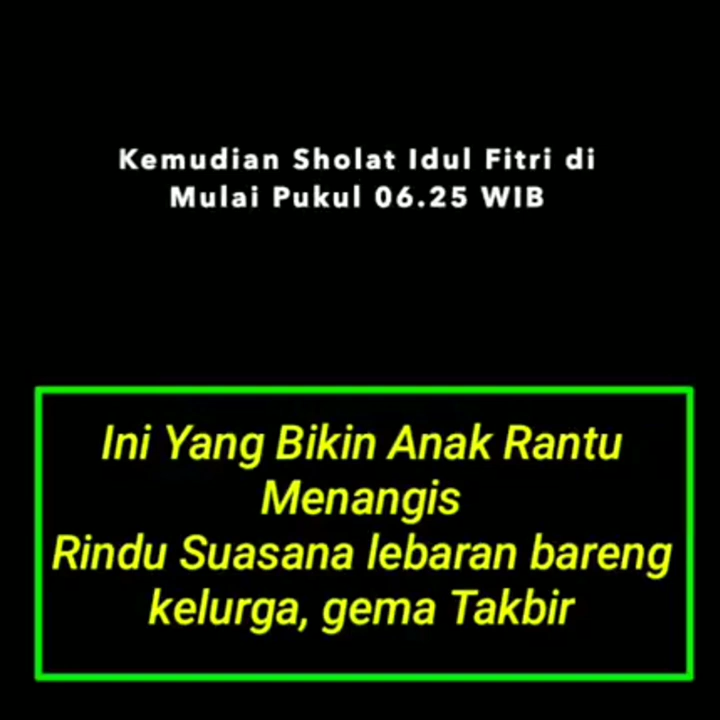 Kemudian Sholat Idul Fitri di
Mulai Pukul 06.25 WIB
Ini Yang Bikin Anak Rantu
Menangis
Rindu Suasana lebaran bareng
kelurga, gema Takbir